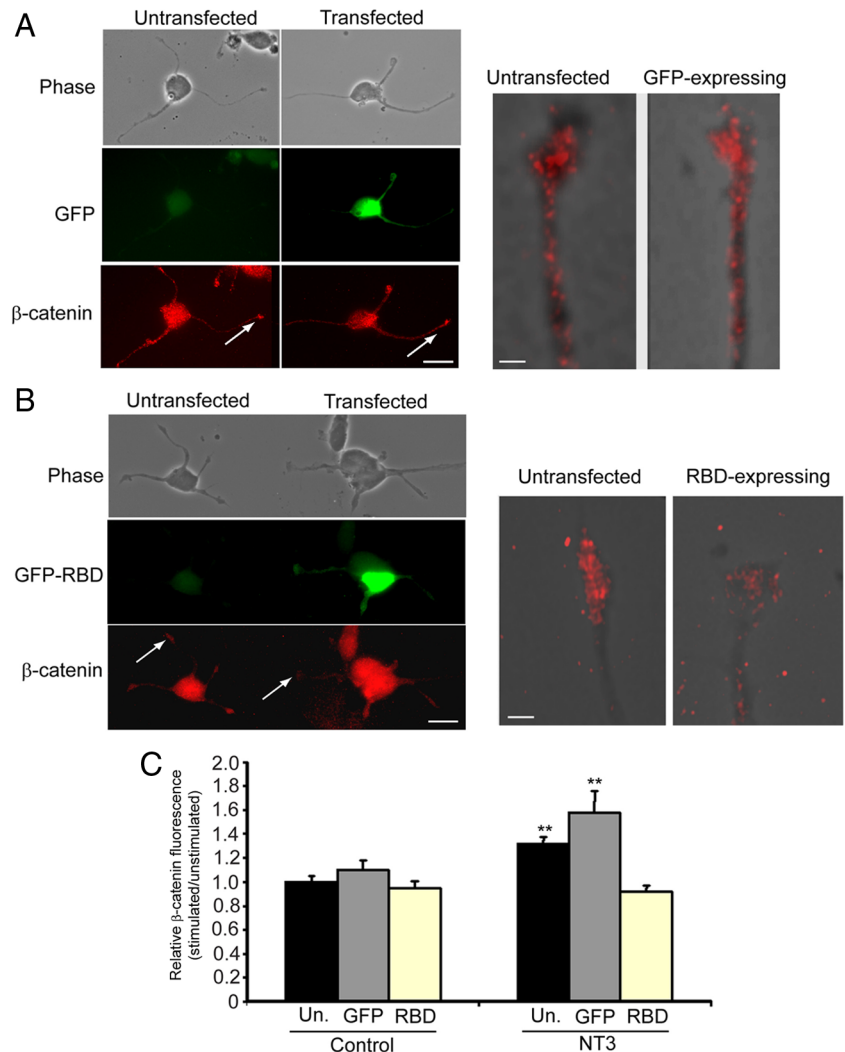 A
Untransfected Transfected
Phase
GFP
β-catenin
Untransfected GFP-expressing
B
Untransfected Transfected
Phase
GFP-RBD
β-catenin
Untransfected RBD-expressing
C
Relative β-catenin fluorescence
(stimulated/unstimulated)
2.0
1.8
1.6
1.4
1.2
1.0
0.8
0.6
0.4
0.2
0
**
**
Un. GFP RBD Un. GFP RBD
Control NT3